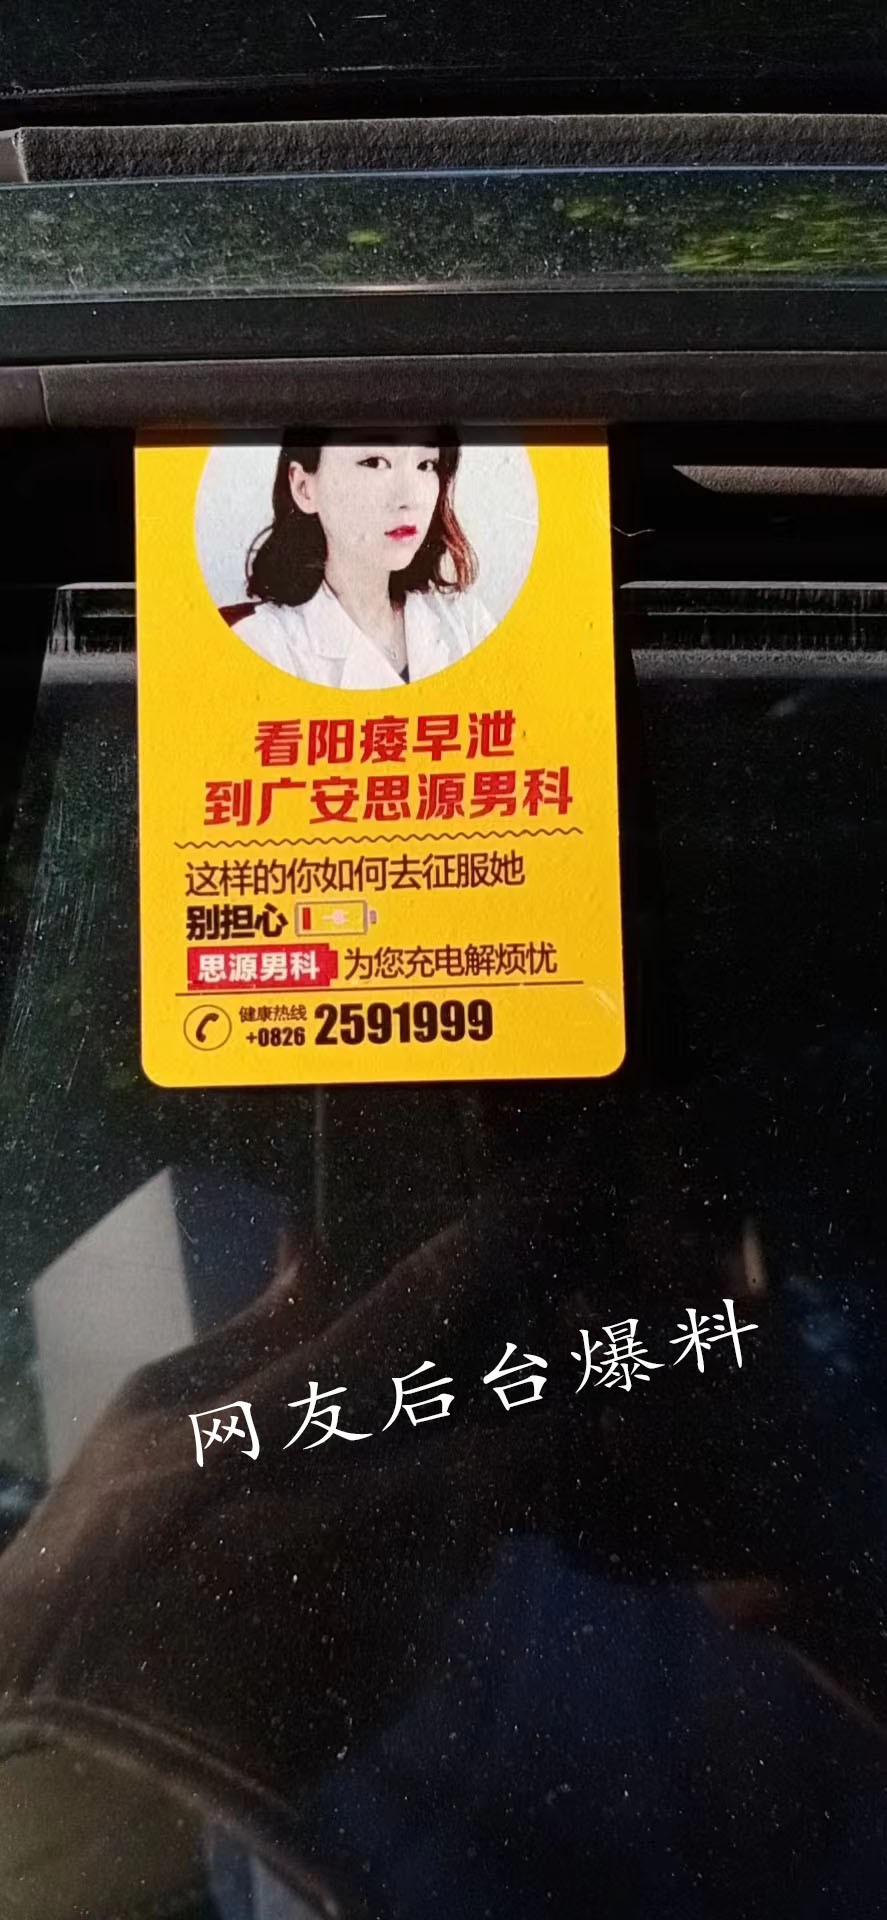 看阳痿早泄
到广安思源男科
这样的你如何去征服她
别担心
思源男科 为您充电解烦忧
健康热线
+0826 2591999
网友后台爆料